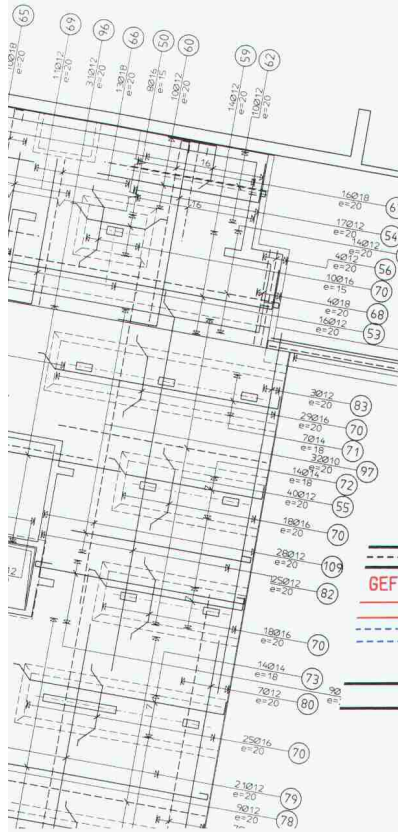 65
69
96
66
50
60
59
62
e=20
11Ø12
e=20
31Ø12
e=20
13Ø18
e=20
8Ø16
e=15
10Ø12
e=20
14Ø12
e=20
e=20
16
16
16Ø18
e=20
17Ø12
e=20
54
14Ø12
e=20
4Ø12
e=20
56
10Ø16
e=15
70
4Ø18
e=20
68
16Ø12
e=20
53
3Ø12
e=20
83
29Ø16
e=20
70
7Ø14
e=18
71
32Ø10
e=20
97
14Ø14
e=18
72
40Ø12
e=20
55
18Ø16
e=20
70
28Ø12
e=20
109
GEF
125Ø12
e=20
82
18Ø16
e=20
70
14Ø14
e=18
73
7Ø12
e=20
80
25Ø16
e=20
70
21Ø12
e=20
79
9Ø12
e=20
78